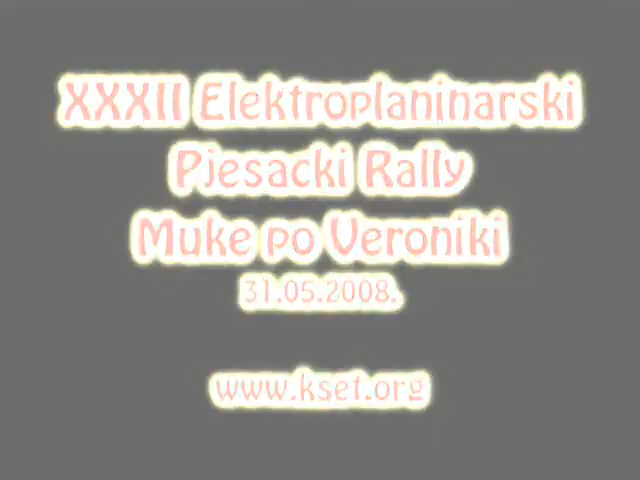 XXXII Elektroplaninarski
Pjesacki Rally
Muke po Veroniki
31.05.2008.
www.kset.org